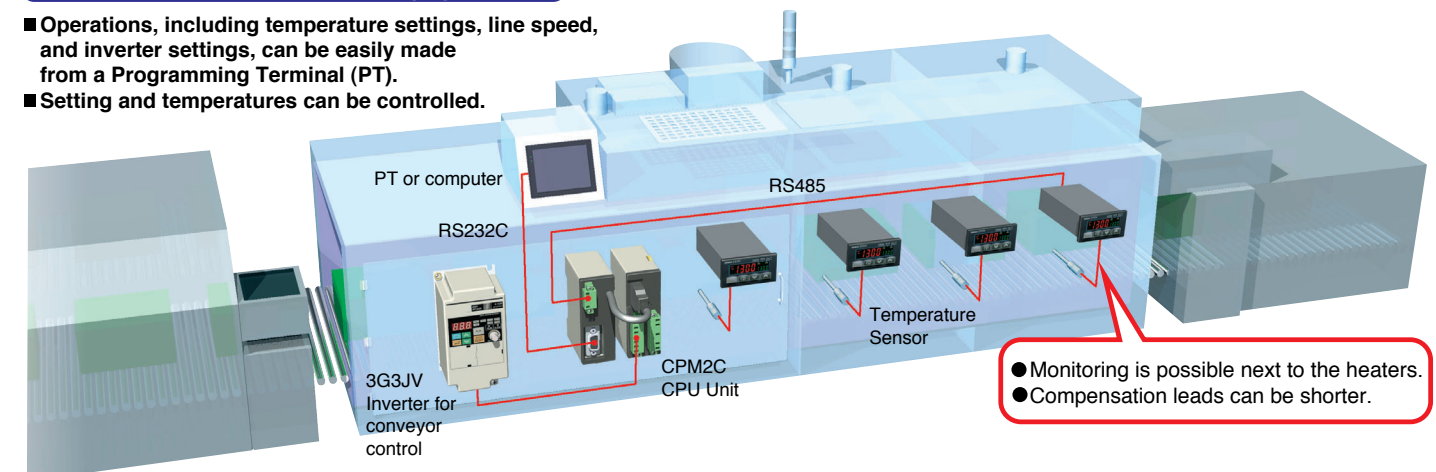 ■Operations, including temperature settings, line speed,
and inverter settings, can be easily made
from a Programming Terminal (PT).
■Setting and temperatures can be controlled.
PT or computer
RS485
RS232C
Temperature
Sensor
CPM2C
CPU Unit
3G3JV
Inverter for
conveyor
control
●Monitoring is possible next to the heaters.
●Compensation leads can be shorter.